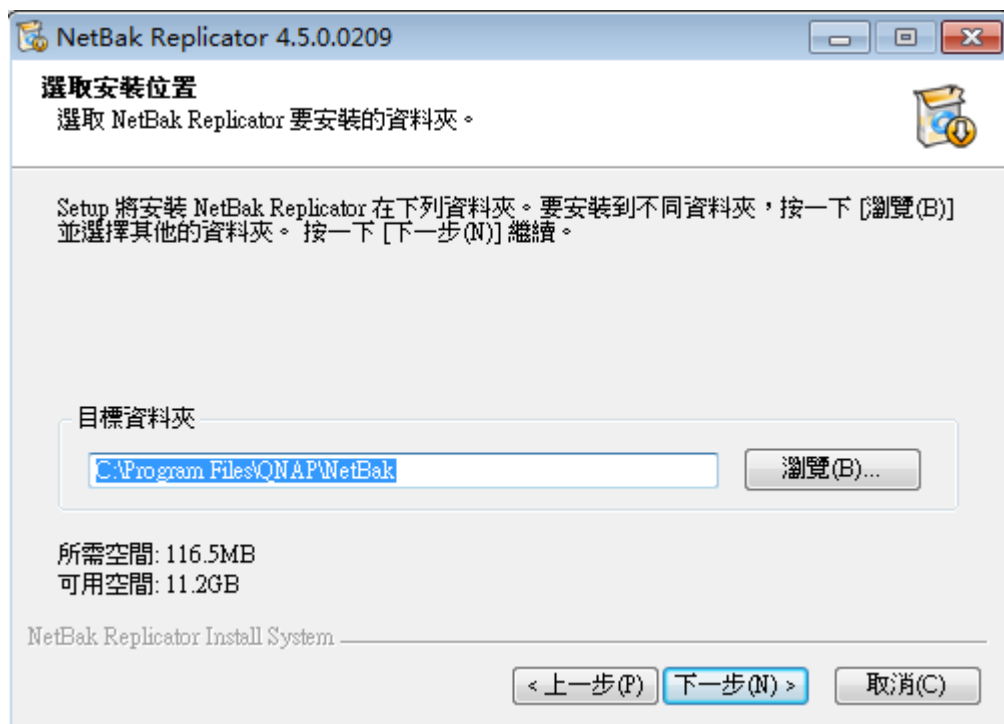 NetBak Replicator 4.5.0.0209
選取安裝位置
選取 NetBak Replicator 要安裝的資料夾。
Setup 將安裝 NetBak Replicator 在下列資料夾。要安裝到不同資料夾，按一下 [瀏覽(B)]
並選擇其他的資料夾。 按一下 [下一步(N)] 繼續。
目標資料夾
C:\Program Files\QNAP\NetBak
瀏覽(B)...
所需空間: 116.5MB
可用空間: 11.2GB
NetBak Replicator Install System
< 上一步(P)
下一步(N) >
取消(C)